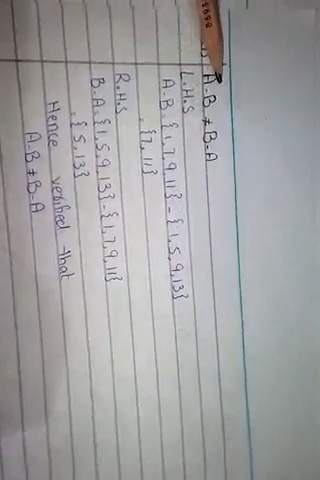 A-B ≠ B-A
L.H.S
A-B = {1,7,9,11} - {1,5,9,13}
= {7,11}
R.H.S
B-A = {1,5,9,13} - {1,7,9,11}
= {5,13}
Hence verified that
A-B ≠ B-A